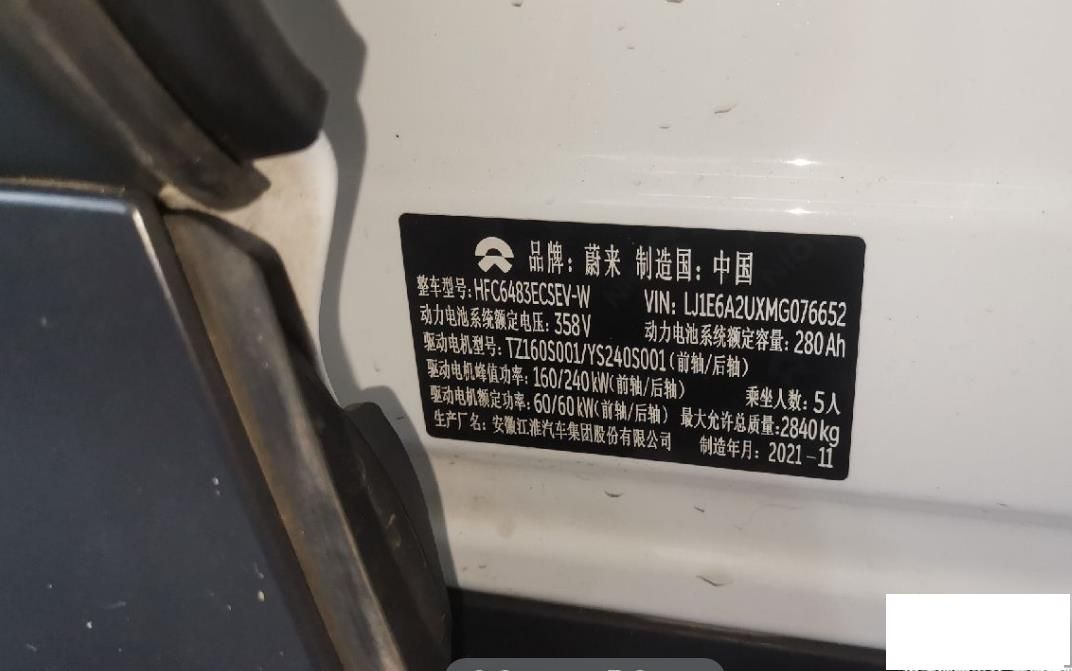 品牌: 蔚来 制造国: 中国
整车型号: HFC6483ECSEV-W VIN: LJ1E6A2UXMG076652
动力电池系统额定电压: 358V 动力电池系统额定容量: 280Ah
驱动电机型号: TZ160S001/YS240S001(前轴/后轴)
驱动电机峰值功率: 160/240kW(前轴/后轴) 乘坐人数: 5人
驱动电机额定功率: 60/60kW(前轴/后轴) 最大允许总质量: 2840kg
生产厂名: 安徽江淮汽车集团股份有限公司 制造年月: 2021-11